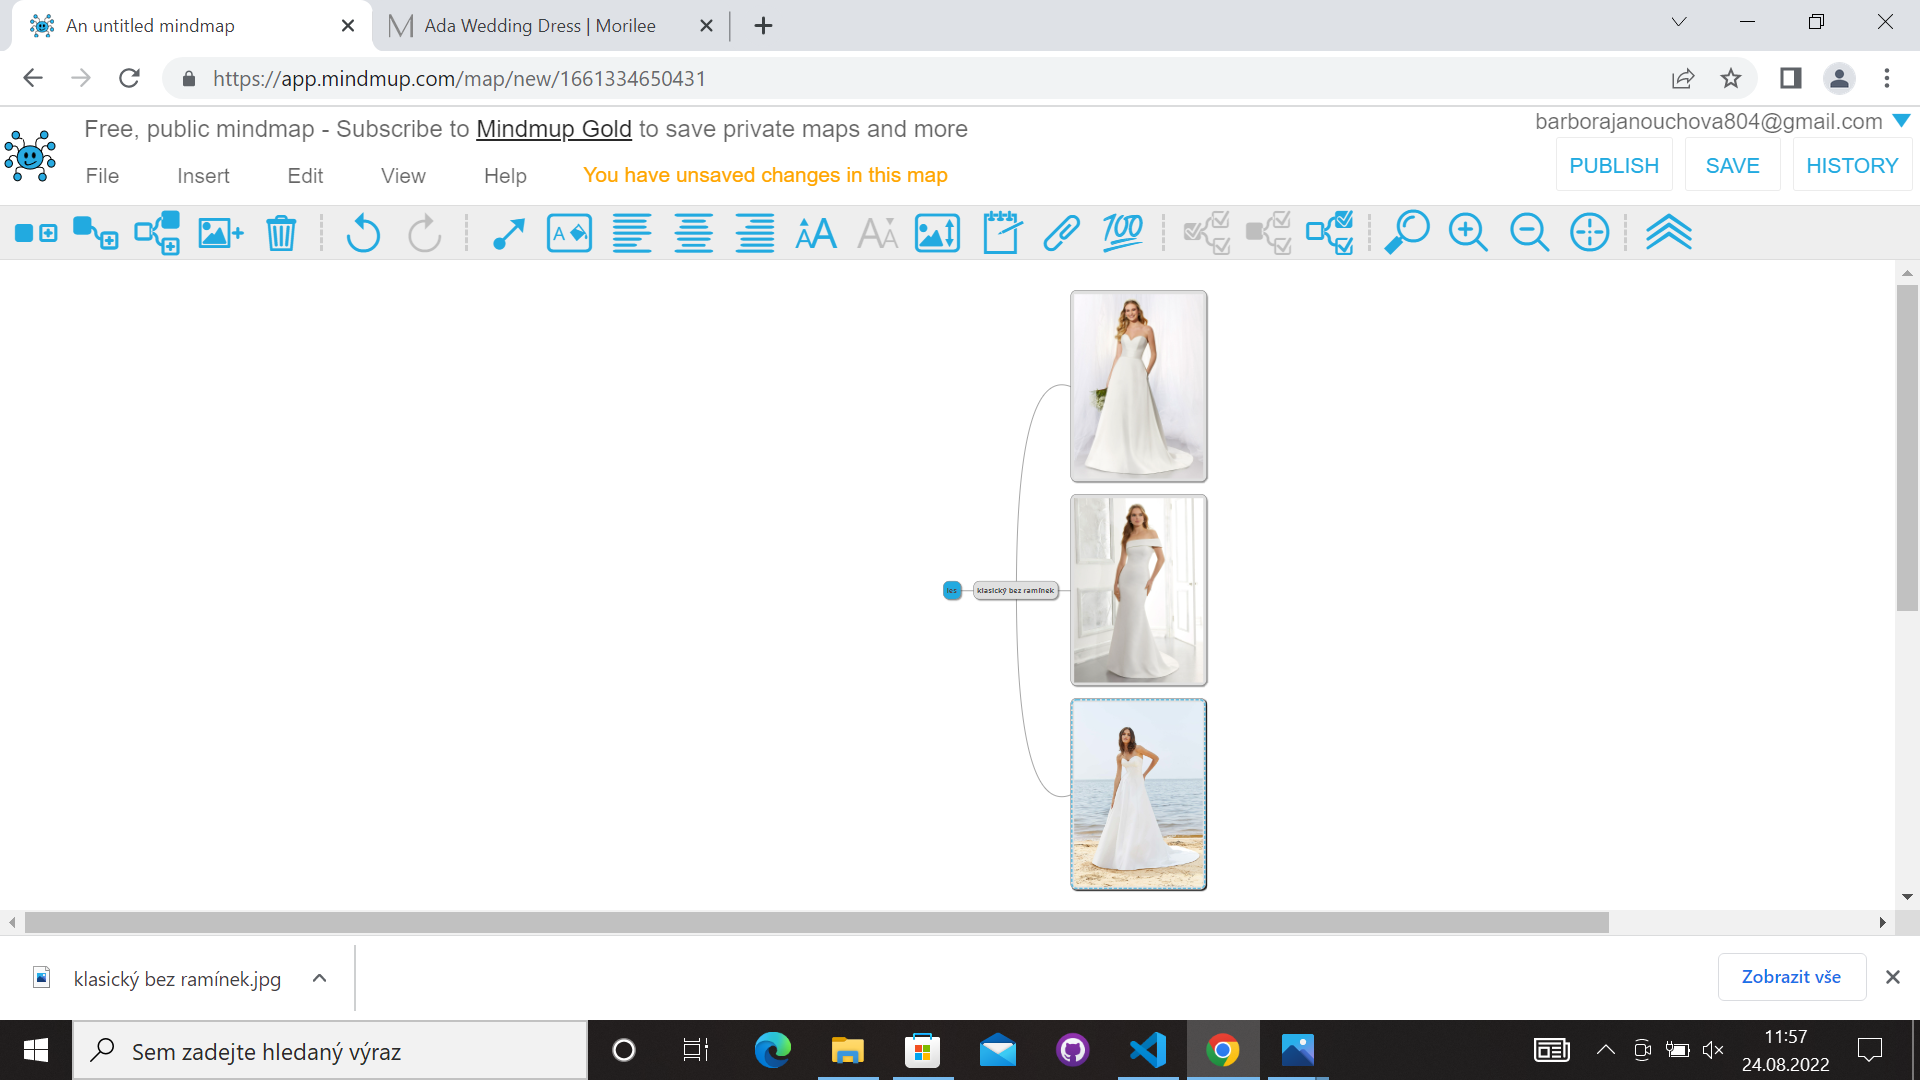 An untitled mindmap
Ada Wedding Dress | Morilee
https://app.mindmup.com/map/new/1661334650431
Free, public mindmap - Subscribe to Mindmup Gold to save private maps and more
barborajanouchova804@gmail.com
File Insert Edit View Help
You have unsaved changes in this map
PUBLISH SAVE HISTORY
les
klasický bez ramínek
klasický bez ramínek.jpg
Zobrazit vše
Sem zadejte hledaný výraz
11:57
24.08.2022